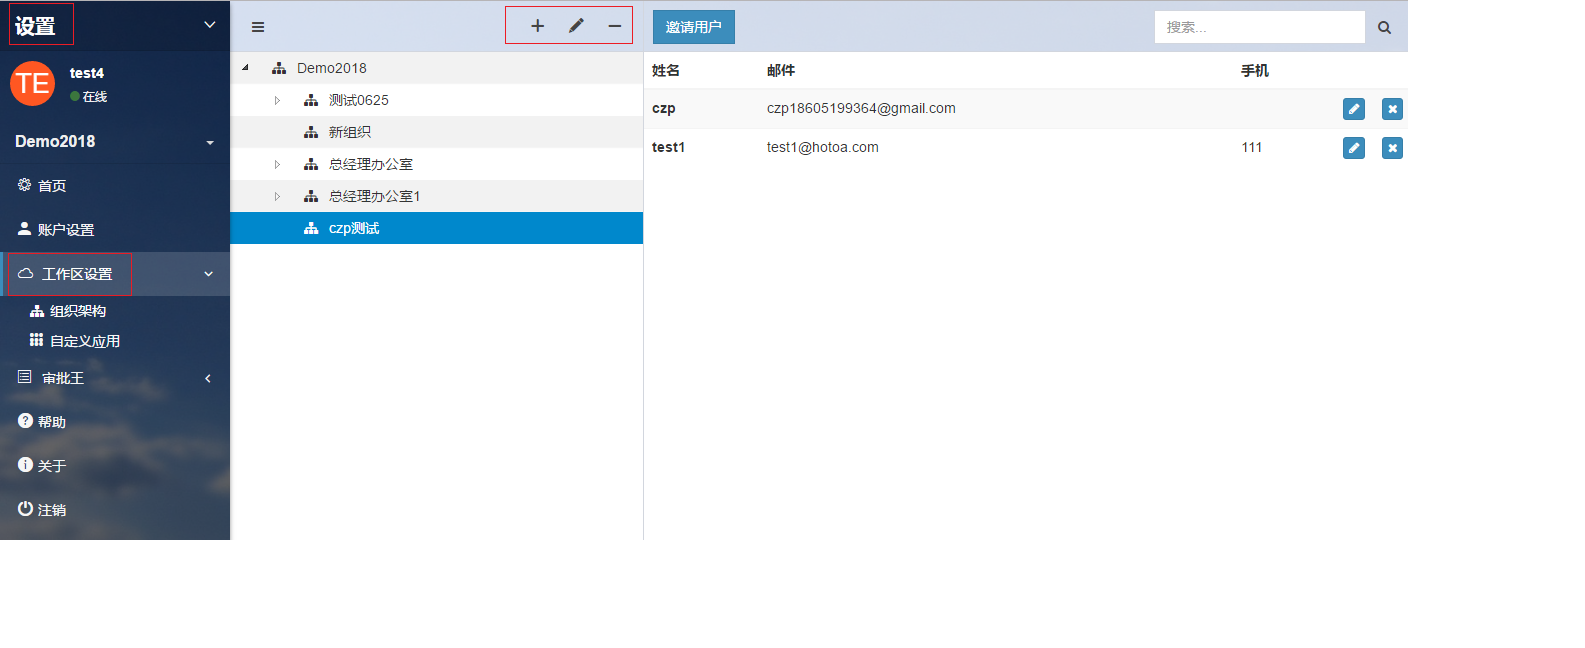 设置
TE
test4
在线
Demo2018
首页
账户设置
工作区设置
组织架构
自定义应用
审批王
帮助
关于
注销
Demo2018
测试0625
新组织
总经理办公室
总经理办公室1
czp测试
邀请用户
搜索...
姓名 邮件 手机
czp czp18605199364@gmail.com
test1 test1@hotoa.com 111